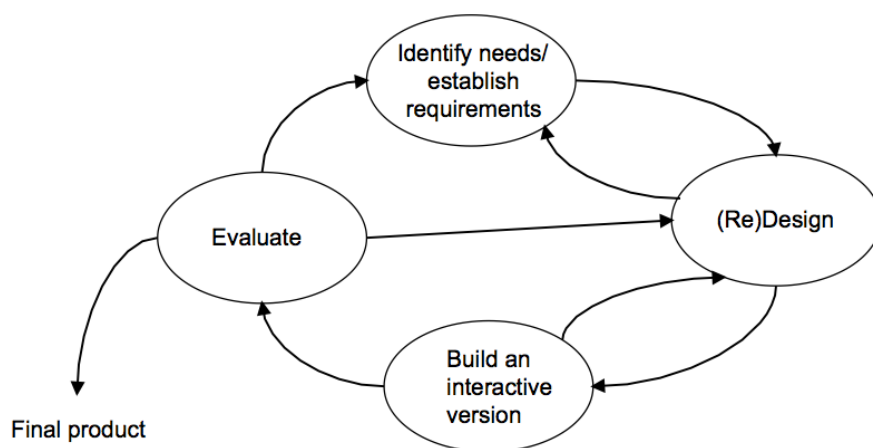 Identify needs/
establish
requirements
(Re)Design
Evaluate
Build an
interactive
version
Final product